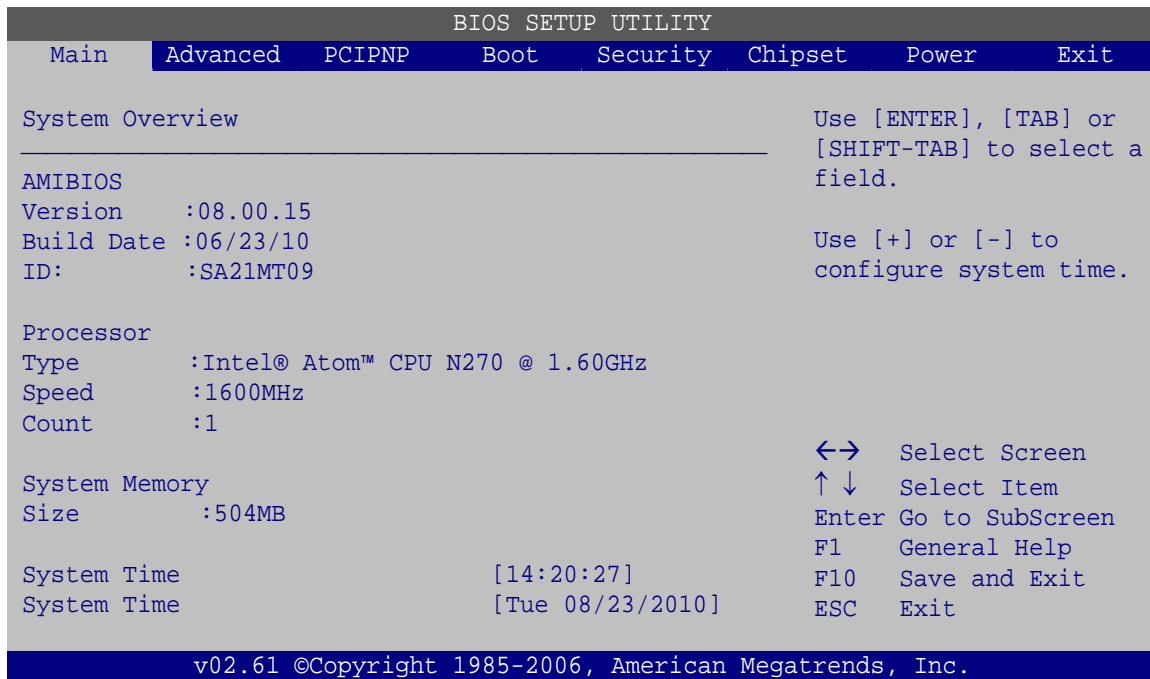 BIOS SETUP UTILITY
Main Advanced PCIPNP Boot Security Chipset Power Exit
System Overview
AMIBIOS
Version :08.00.15
Build Date :06/23/10
ID: :SA21MT09
Processor
Type :Intel® Atom™ CPU N270 @ 1.60GHz
Speed :1600MHz
Count :1
System Memory
Size :504MB
System Time [14:20:27]
System Time [Tue 08/23/2010]
Use [ENTER], [TAB] or
[SHIFT-TAB] to select a
field.
Use [+] or [-] to
configure system time.
←→ Select Screen
↑ ↓ Select Item
Enter Go to SubScreen
F1 General Help
F10 Save and Exit
ESC Exit
v02.61 ©Copyright 1985-2006, American Megatrends, Inc.